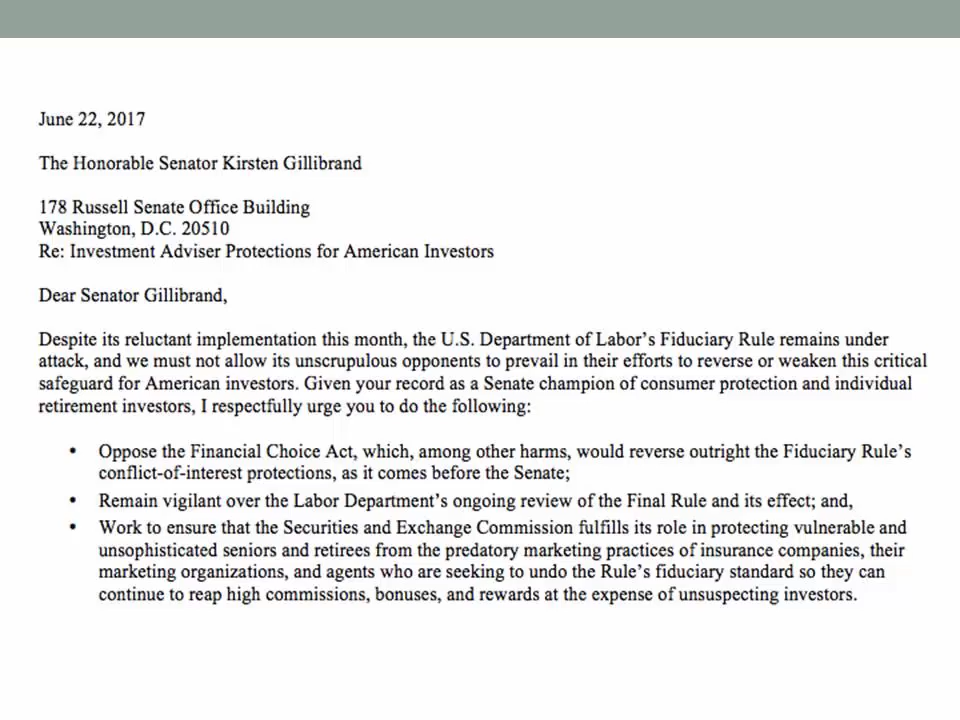 June 22, 2017
The Honorable Senator Kirsten Gillibrand
178 Russell Senate Office Building
Washington, D.C. 20510
Re: Investment Adviser Protections for American Investors
Dear Senator Gillibrand,
Despite its reluctant implementation this month, the U.S. Department of Labor’s Fiduciary Rule remains under
attack, and we must not allow its unscrupulous opponents to prevail in their efforts to reverse or weaken this critical
safeguard for American investors. Given your record as a Senate champion of consumer protection and individual
retirement investors, I respectfully urge you to do the following:
• Oppose the Financial Choice Act, which, among other harms, would reverse outright the Fiduciary Rule’s
conflict-of-interest protections, as it comes before the Senate;
• Remain vigilant over the Labor Department’s ongoing review of the Final Rule and its effect; and,
• Work to ensure that the Securities and Exchange Commission fulfills its role in protecting vulnerable and
unsophisticated seniors and retirees from the predatory marketing practices of insurance companies, their
marketing organizations, and agents who are seeking to undo the Rule’s fiduciary standard so they can
continue to reap high commissions, bonuses, and rewards at the expense of unsuspecting investors.